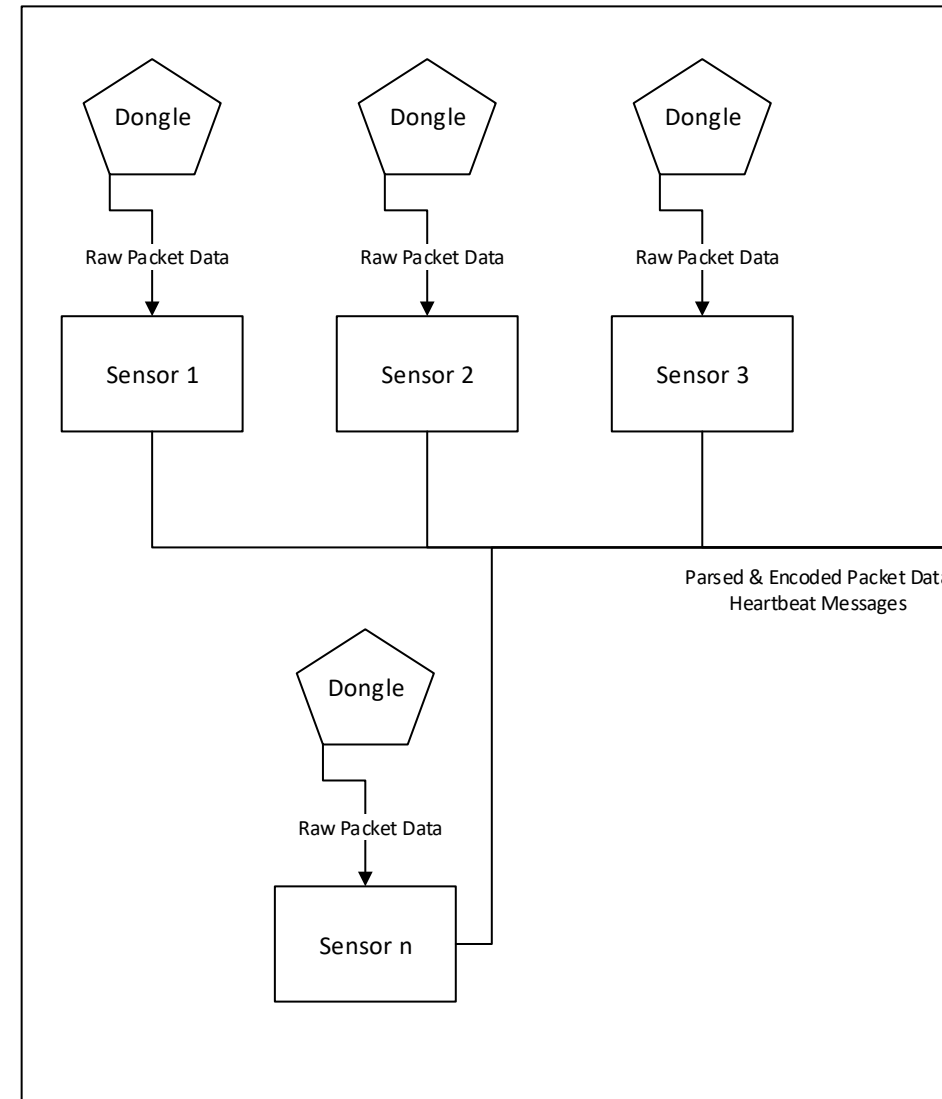 Dongle
Dongle
Dongle
Raw Packet Data
Raw Packet Data
Raw Packet Data
Sensor 1
Sensor 2
Sensor 3
Parsed & Encoded Packet Data
Heartbeat Messages
Dongle
Raw Packet Data
Sensor n